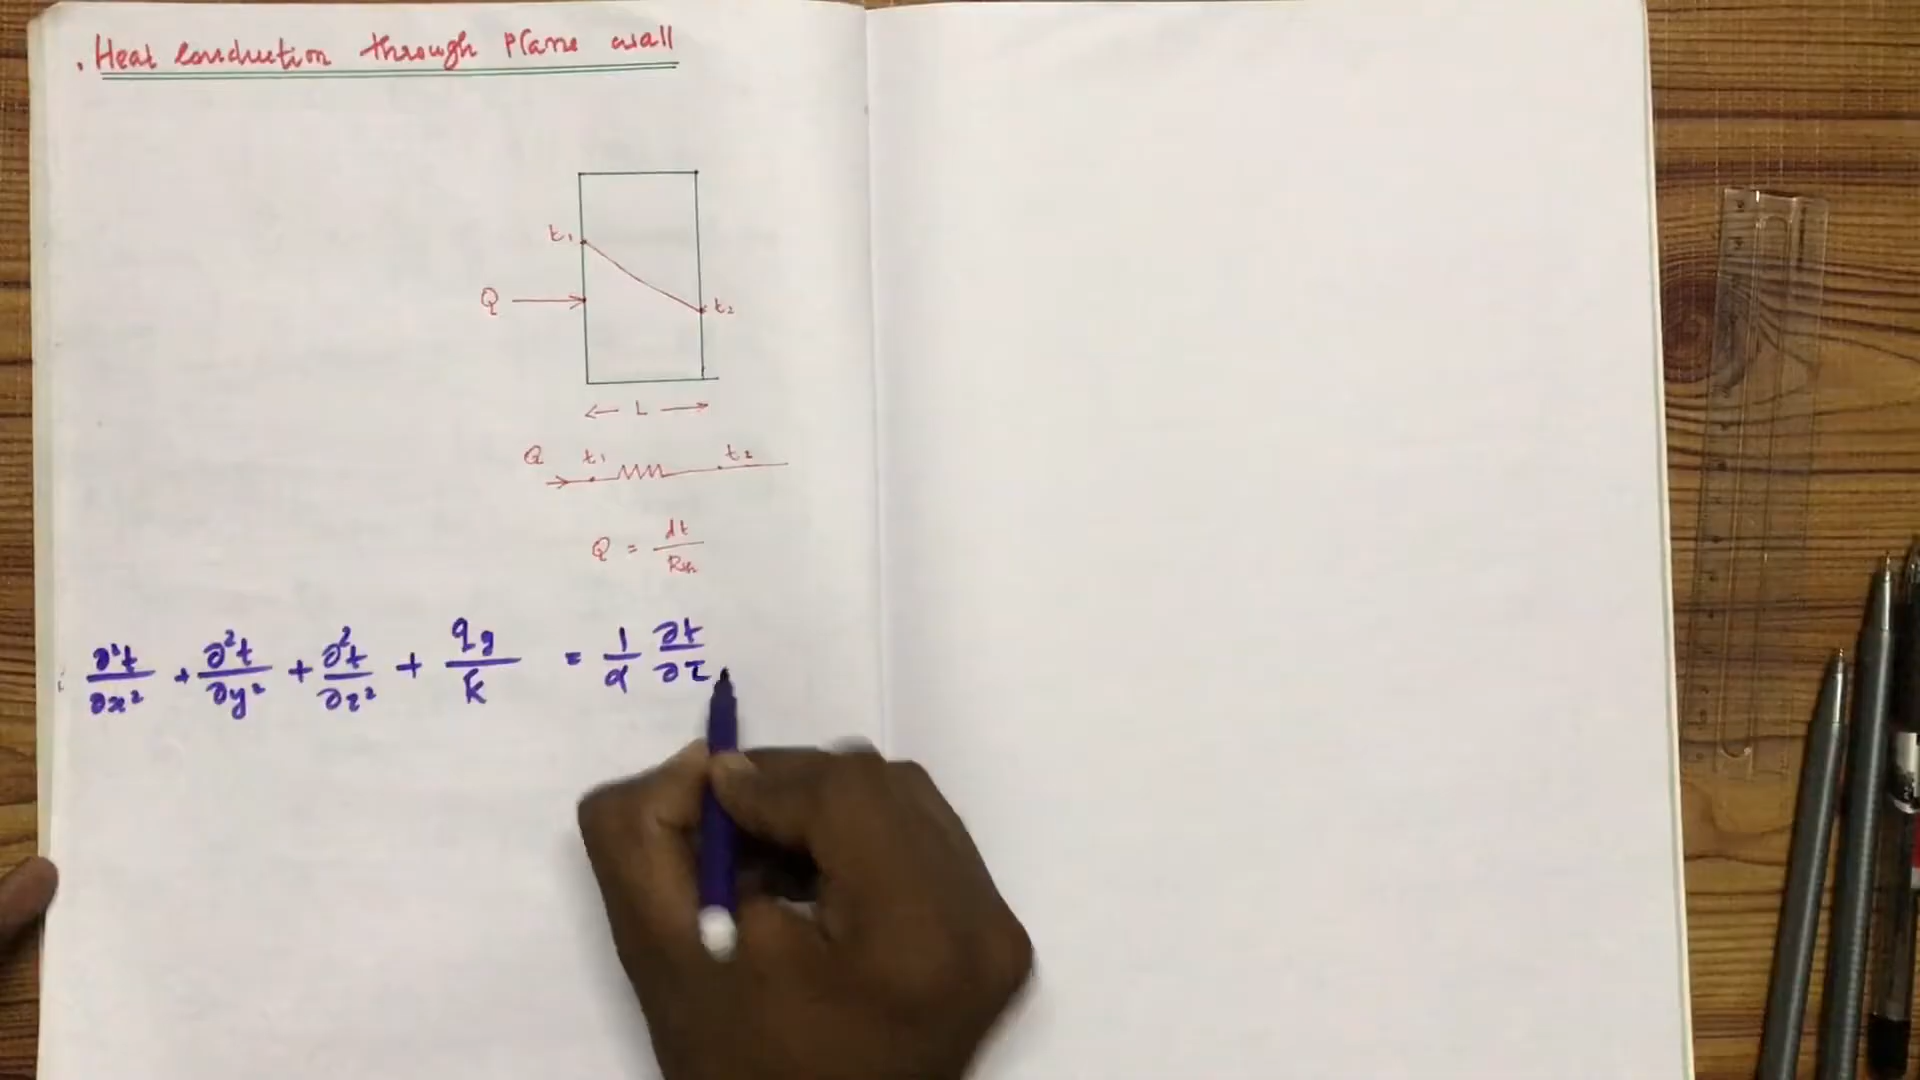 . Heat conduction through Plane wall
t₁
Q
t₂
L
Q t₁ t₂
Q = dt / Rth
∂²t/∂x² + ∂²t/∂y² + ∂²t/∂z² + qg/k = 1/α ∂t/∂τ